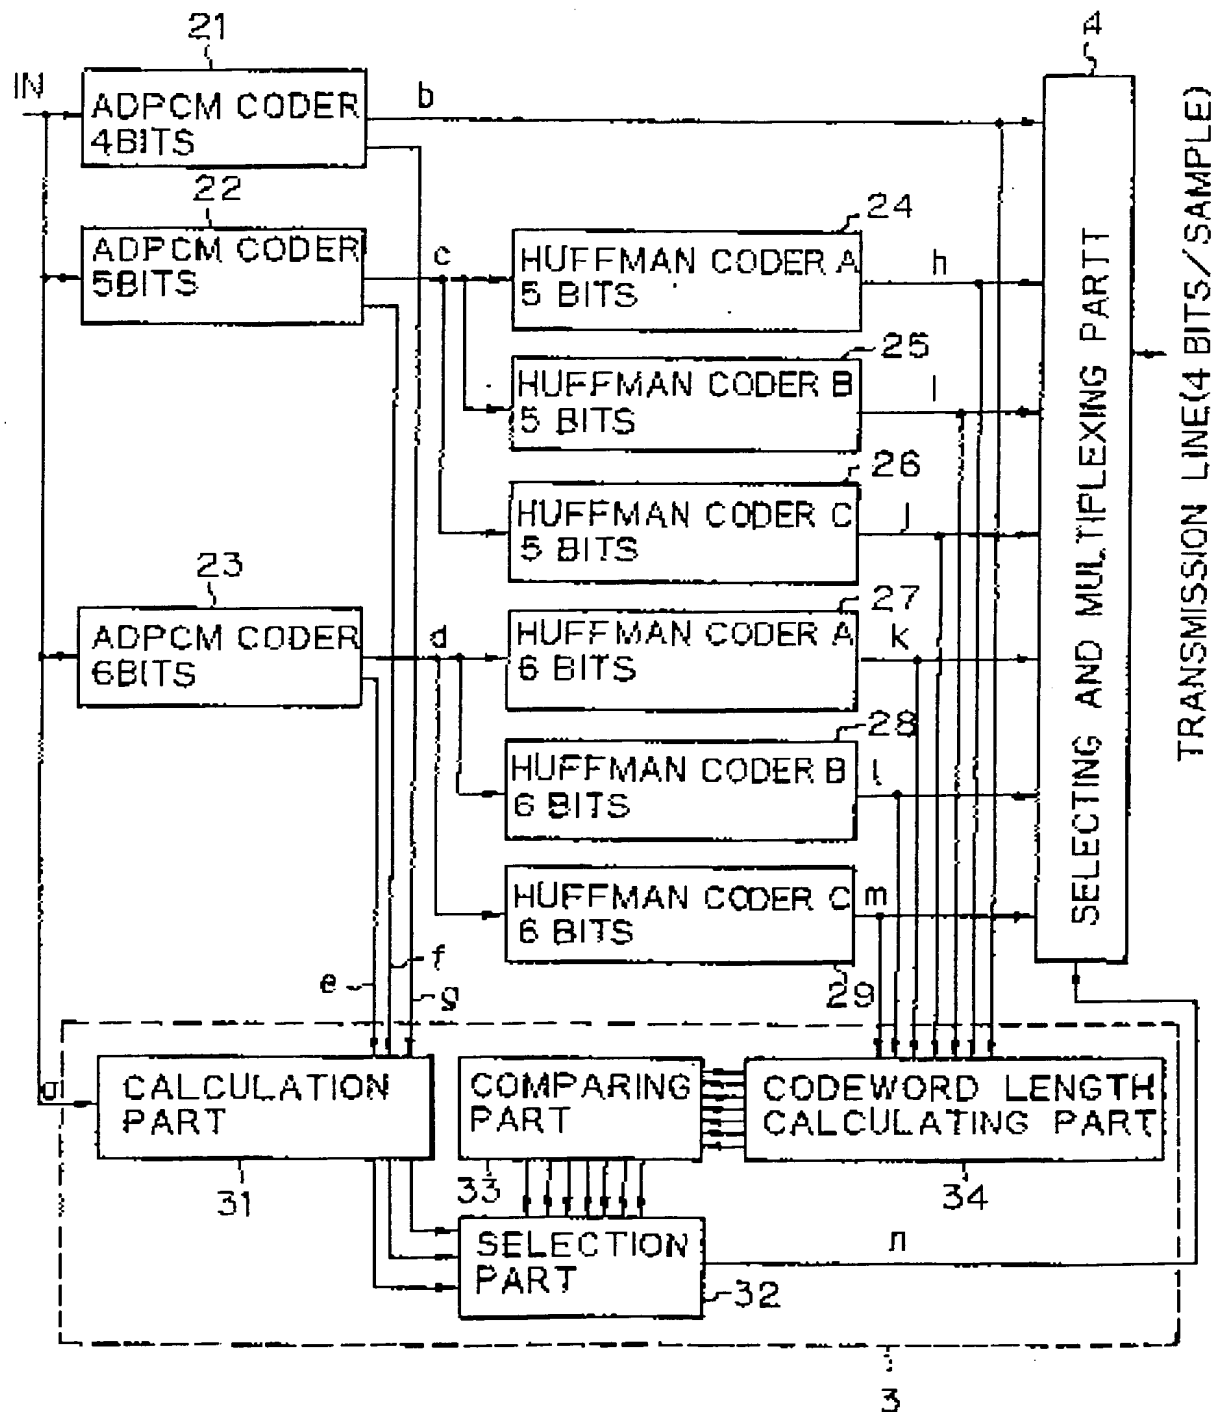 21
4
IN
ADPCM CODER
4BITS
b
22
24
ADPCM CODER
5BITS
c
HUFFMAN CODER A
5 BITS
h
25
HUFFMAN CODER B
5 BITS
i
26
HUFFMAN CODER C
5 BITS
j
23
27
ADPCM CODER
6BITS
d
HUFFMAN CODER A
6 BITS
k
28
HUFFMAN CODER B
6 BITS
l
HUFFMAN CODER C
6 BITS
m
29
SELECTING AND MULTIPLEXING PARTT
TRANSMISSION LINE(4 BITS/SAMPLE)
e
f
g
a
CALCULATION
PART
COMPARING
PART
CODEWORD LENGTH
CALCULATING PART
31
33
34
SELECTION
PART
n
32
3